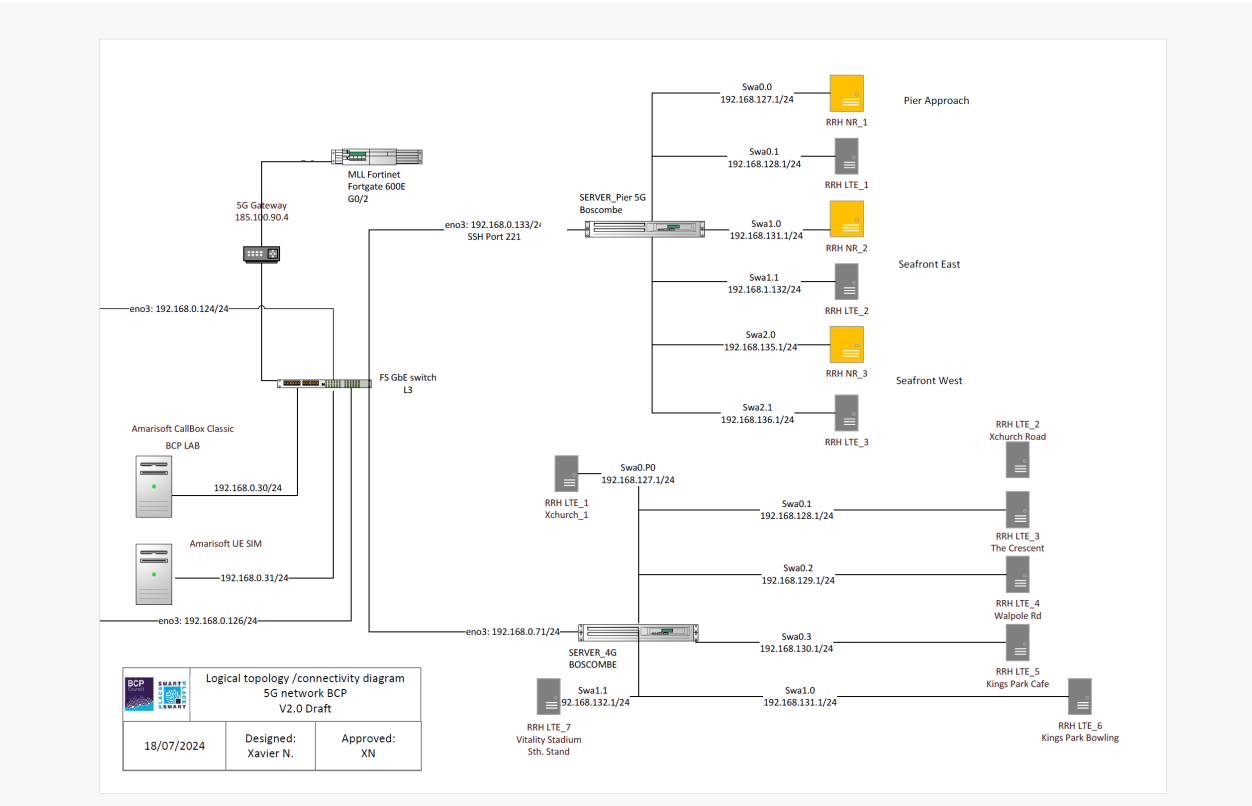 Swa0.0
192.168.127.1/24
RRH NR_1
Pier Approach
Swa0.1
192.168.128.1/24
RRH LTE_1
MLL Fortinet
Fortgate 600E
G0/2
5G Gateway
185.100.90.4
SERVER_Pier 5G
Boscombe
eno3: 192.168.0.133/24
SSH Port 221
Swa1.0
192.168.131.1/24
RRH NR_2
Seafront East
Swa1.1
192.168.1.132/24
RRH LTE_2
eno3: 192.168.0.124/24
Swa2.0
192.168.135.1/24
RRH NR_3
Seafront West
FS GbE switch
L3
Swa2.1
192.168.136.1/24
RRH LTE_3
Amarisoft CallBox Classic
BCP LAB
192.168.0.30/24
Amarisoft UE SIM
192.168.0.31/24
eno3: 192.168.0.126/24
RRH LTE_2
Xchurch Road
Swa0.P0
192.168.127.1/24
RRH LTE_1
Xchurch_1
Swa0.1
192.168.128.1/24
RRH LTE_3
The Crescent
Swa0.2
192.168.129.1/24
RRH LTE_4
Walpole Rd
eno3: 192.168.0.71/24
SERVER_4G
BOSCOMBE
Swa0.3
192.168.130.1/24
RRH LTE_5
Kings Park Cafe
Swa1.1
192.168.132.1/24
RRH LTE_7
Vitality Stadium
Sth. Stand
Swa1.0
192.168.131.1/24
RRH LTE_6
Kings Park Bowling
BCP
Council
SMART
PLACE
SMART
PLACE
Logical topology /connectivity diagram
5G network BCP
V2.0 Draft
18/07/2024
Designed:
Xavier N.
Approved:
XN